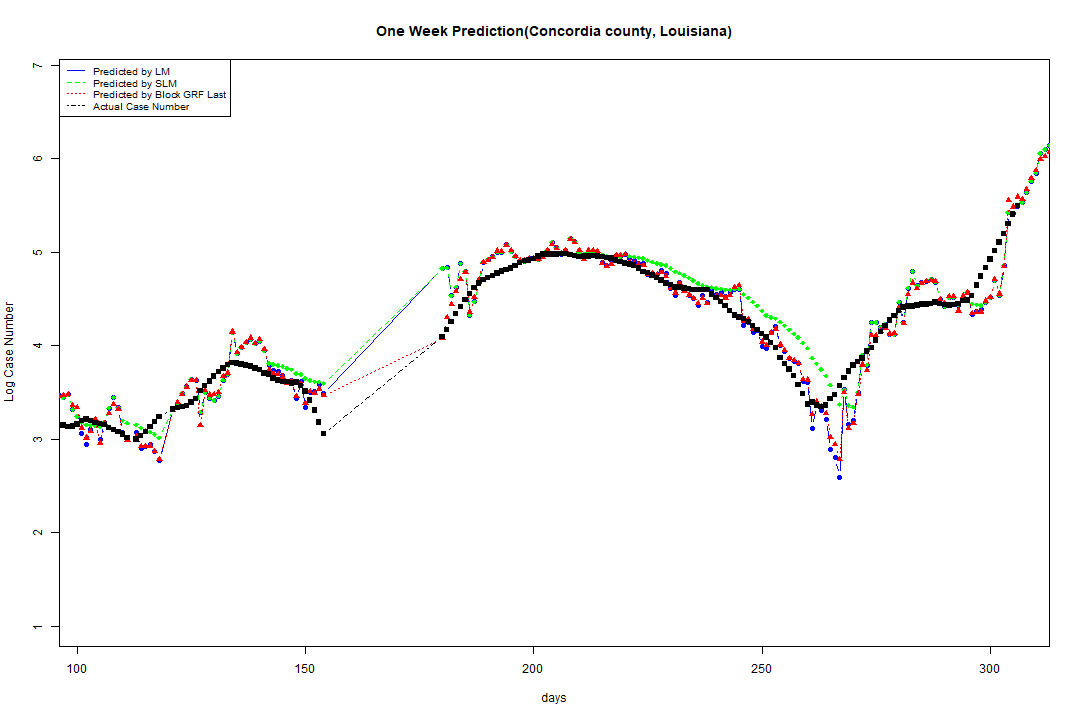 One Week Prediction(Concordia county, Louisiana)
Predicted by LM
Predicted by SLM
Predicted by Block GRF Last
Actual Case Number
7
6
5
4
3
2
1
Log Case Number
100 150 200 250 300
days